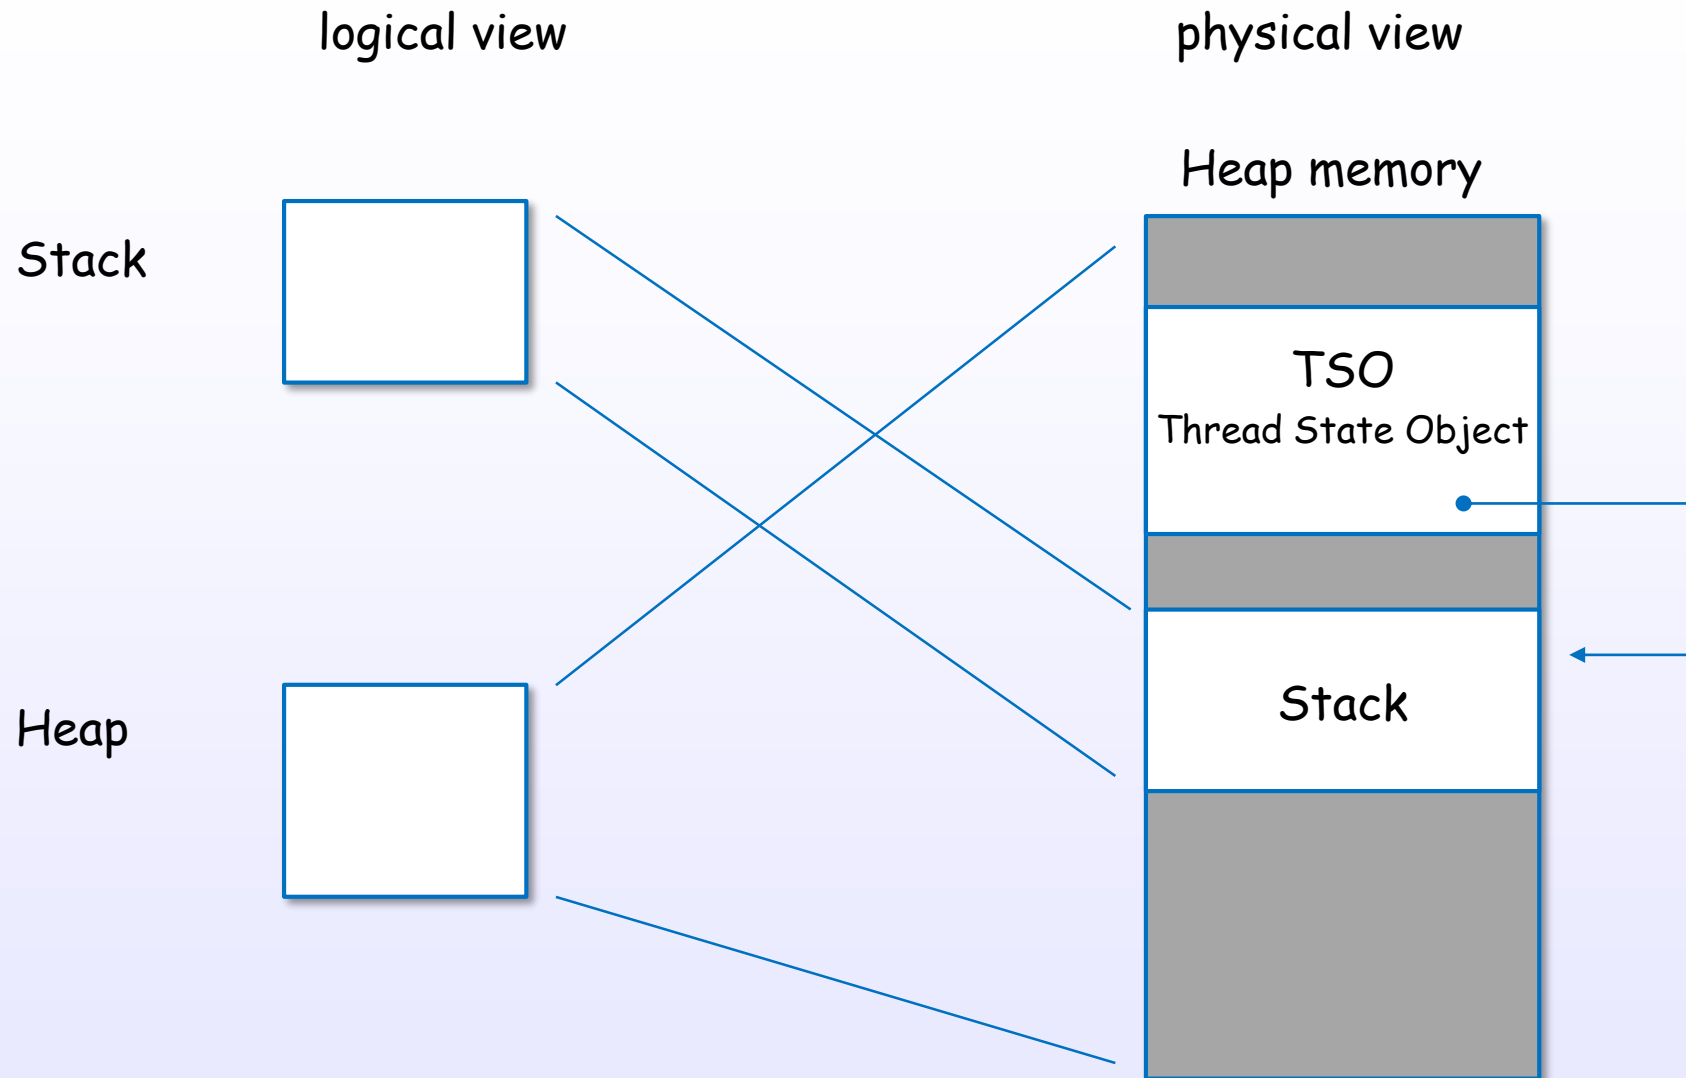 logical view
physical view
Heap memory
Stack
TSO
Thread State Object
Stack
Heap